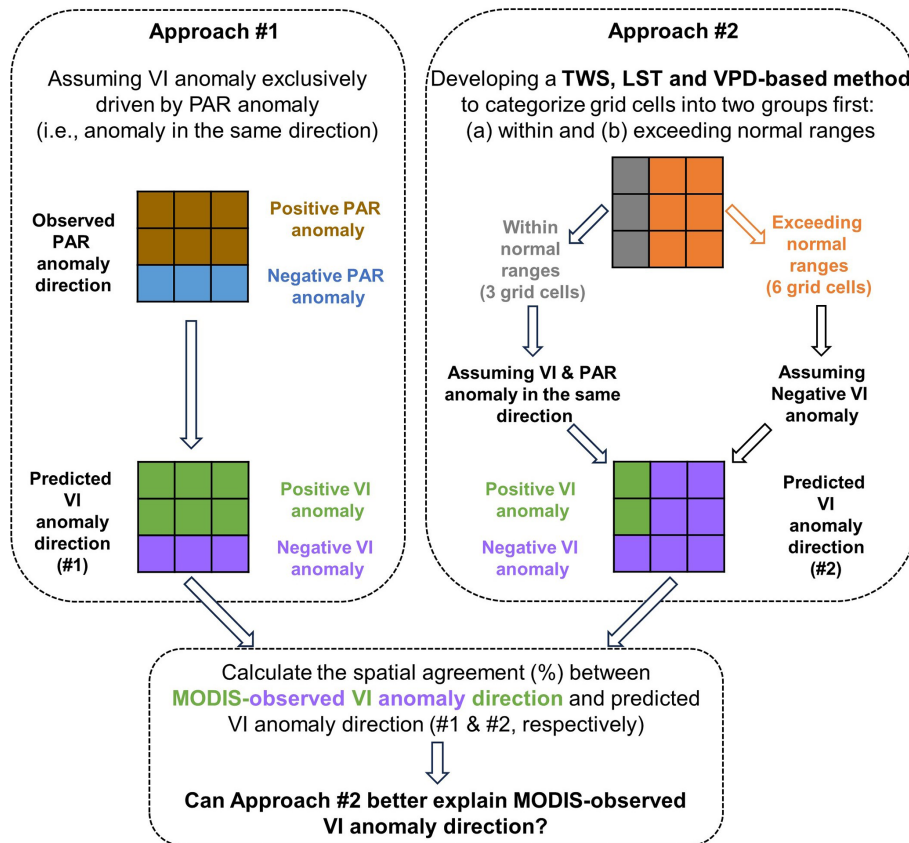 Approach #1
Assuming VI anomaly exclusively
driven by PAR anomaly
(i.e., anomaly in the same direction)
Observed
PAR
anomaly
direction
Positive PAR
anomaly
Negative PAR
anomaly
Predicted
VI
anomaly
direction
(#1)
Positive VI
anomaly
Negative VI
anomaly
Approach #2
Developing a TWS, LST and VPD-based method
to categorize grid cells into two groups first:
(a) within and (b) exceeding normal ranges
Within
normal
ranges
(3 grid cells)
Exceeding
normal
ranges
(6 grid cells)
Assuming VI & PAR
anomaly in the same
direction
Assuming
Negative VI
anomaly
Positive VI
anomaly
Negative VI
anomaly
Predicted
VI
anomaly
direction
(#2)
Calculate the spatial agreement (%) between
MODIS-observed VI anomaly direction and predicted
VI anomaly direction (#1 & #2, respectively)
Can Approach #2 better explain MODIS-observed
VI anomaly direction?